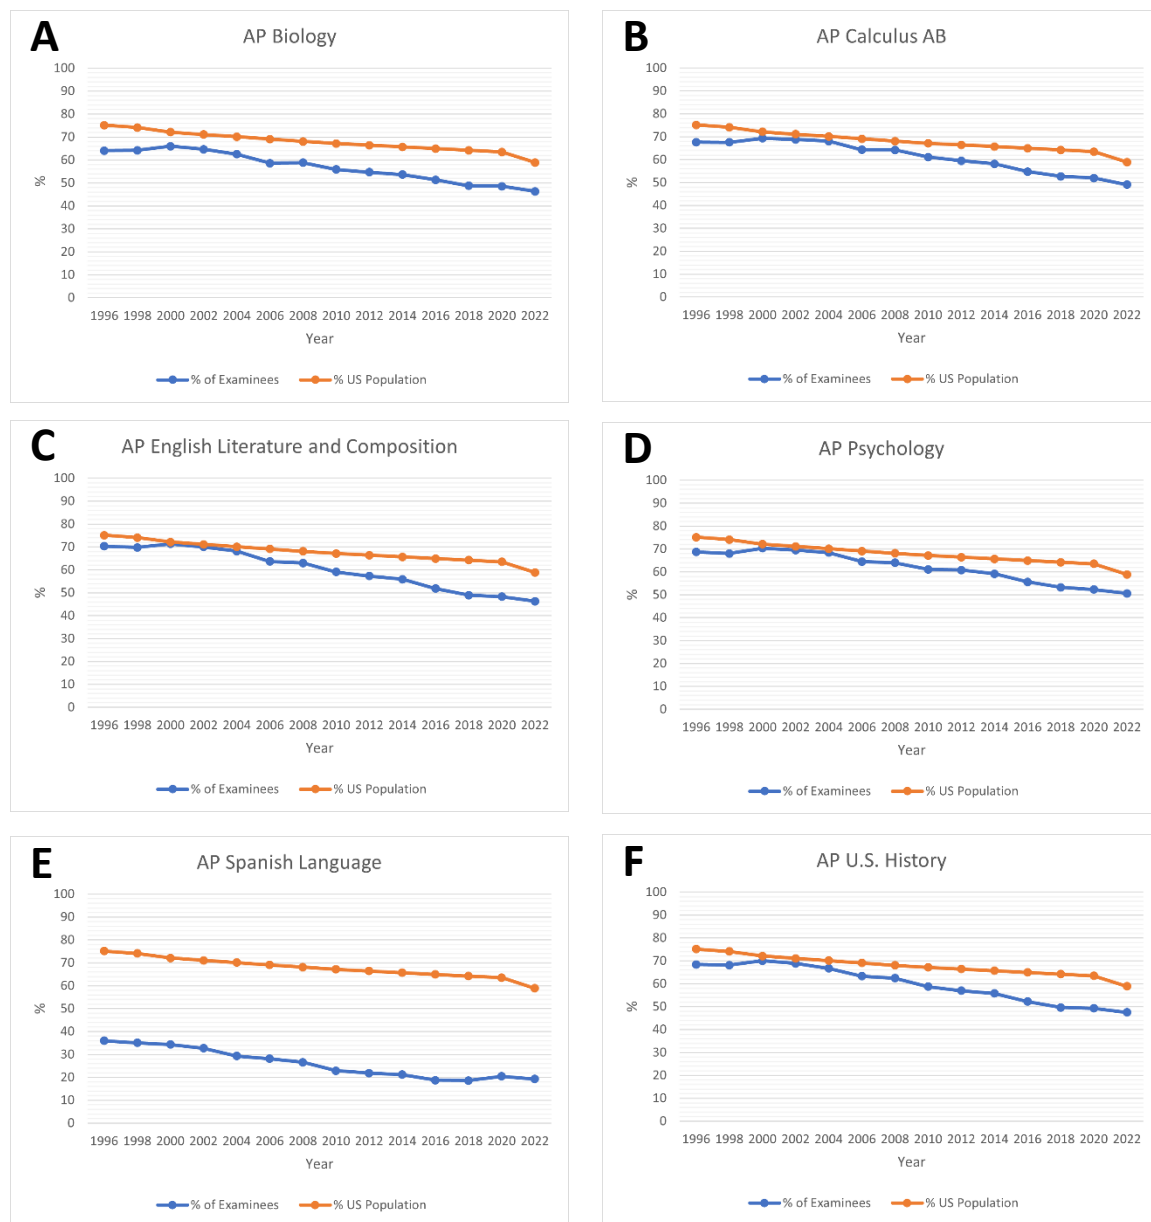 A
AP Biology
100
90
80
70
60
50
40
30
20
10
0
%
1996 1998 2000 2002 2004 2006 2008 2010 2012 2014 2016 2018 2020 2022
Year
% of Examinees % US Population
B
AP Calculus AB
100
90
80
70
60
50
40
30
20
10
0
%
1996 1998 2000 2002 2004 2006 2008 2010 2012 2014 2016 2018 2020 2022
Year
% of Examinees % US Population
C
AP English Literature and Composition
100
90
80
70
60
50
40
30
20
10
0
%
1996 1998 2000 2002 2004 2006 2008 2010 2012 2014 2016 2018 2020 2022
Year
% of Examinees % US Population
D
AP Psychology
100
90
80
70
60
50
40
30
20
10
0
%
1996 1998 2000 2002 2004 2006 2008 2010 2012 2014 2016 2018 2020 2022
Year
% of Examinees % US Population
E
AP Spanish Language
100
90
80
70
60
50
40
30
20
10
0
%
1996 1998 2000 2002 2004 2006 2008 2010 2012 2014 2016 2018 2020 2022
Year
% of Examinees % US Population
F
AP U.S. History
100
90
80
70
60
50
40
30
20
10
0
%
1996 1998 2000 2002 2004 2006 2008 2010 2012 2014 2016 2018 2020 2022
Year
% of Examinees % US Population